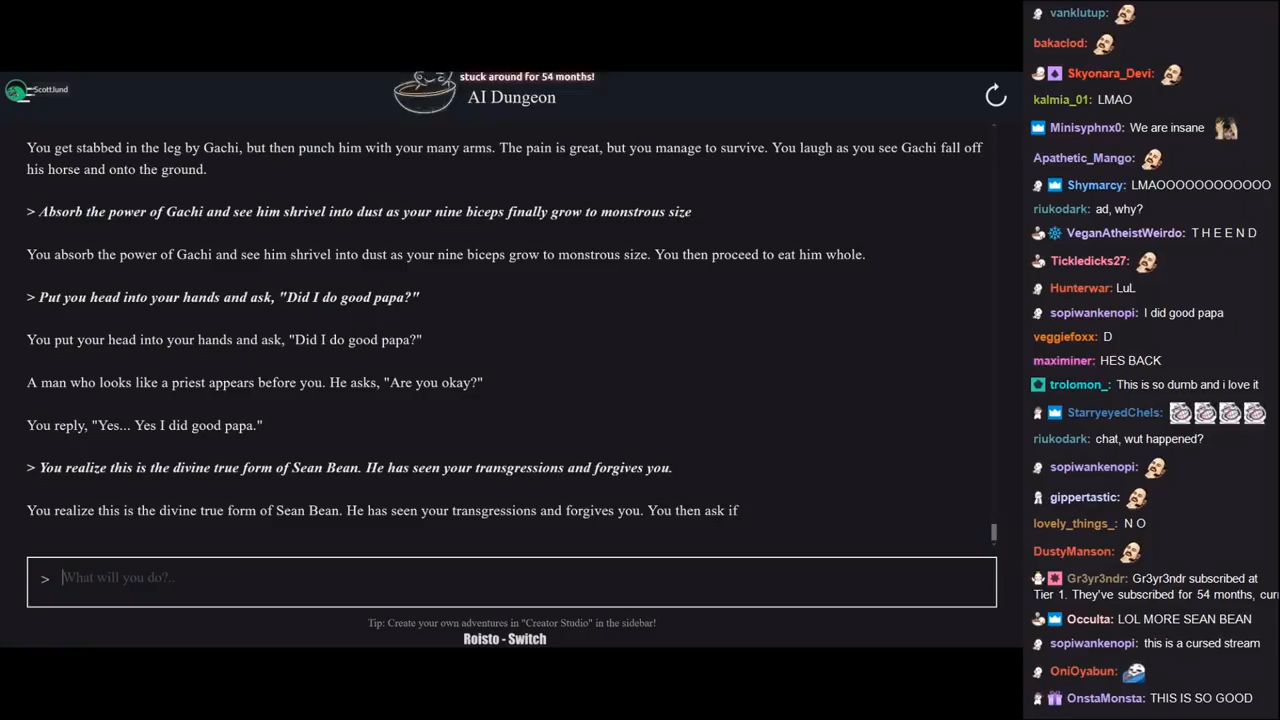 ScottJund
stuck around for 54 months!
AI Dungeon
You get stabbed in the leg by Gachi, but then punch him with your many arms. The pain is great, but you manage to survive. You laugh as you see Gachi fall off
his horse and onto the ground.
> Absorb the power of Gachi and see him shrivel into dust as your nine biceps finally grow to monstrous size
You absorb the power of Gachi and see him shrivel into dust as your nine biceps grow to monstrous size. You then proceed to eat him whole.
> Put you head into your hands and ask, "Did I do good papa?"
You put your head into your hands and ask, "Did I do good papa?"
A man who looks like a priest appears before you. He asks, "Are you okay?"
You reply, "Yes... Yes I did good papa."
> You realize this is the divine true form of Sean Bean. He has seen your transgressions and forgives you.
You realize this is the divine true form of Sean Bean. He has seen your transgressions and forgives you. You then ask if
> What will you do?..
Tip: Create your own adventures in "Creator Studio" in the sidebar!
Roisto - Switch
vanklutup:
bakaclod:
Skyonara_Devi:
kalmia_01: LMAO
Minisyphnx0: We are insane
Apathetic_Mango:
Shymarcy: LMAOOOOOOOOOOOO
riukodark: ad, why?
VeganAtheistWeirdo: T H E E N D
Tickledicks27:
Hunterwar: LuL
sopiwankenopi: I did good papa
veggiefoxx: D
maximiner: HES BACK
trolomon_: This is so dumb and i love it
StarryeyedChels:
riukodark: chat, wut happened?
sopiwankenopi:
gippertastic:
lovely_things_: N O
DustyManson:
Gr3yr3ndr: Gr3yr3ndr subscribed at
Tier 1. They've subscribed for 54 months, curr
Occulta: LOL MORE SEAN BEAN
sopiwankenopi: this is a cursed stream
OniOyabun:
OnstaMonsta: THIS IS SO GOOD